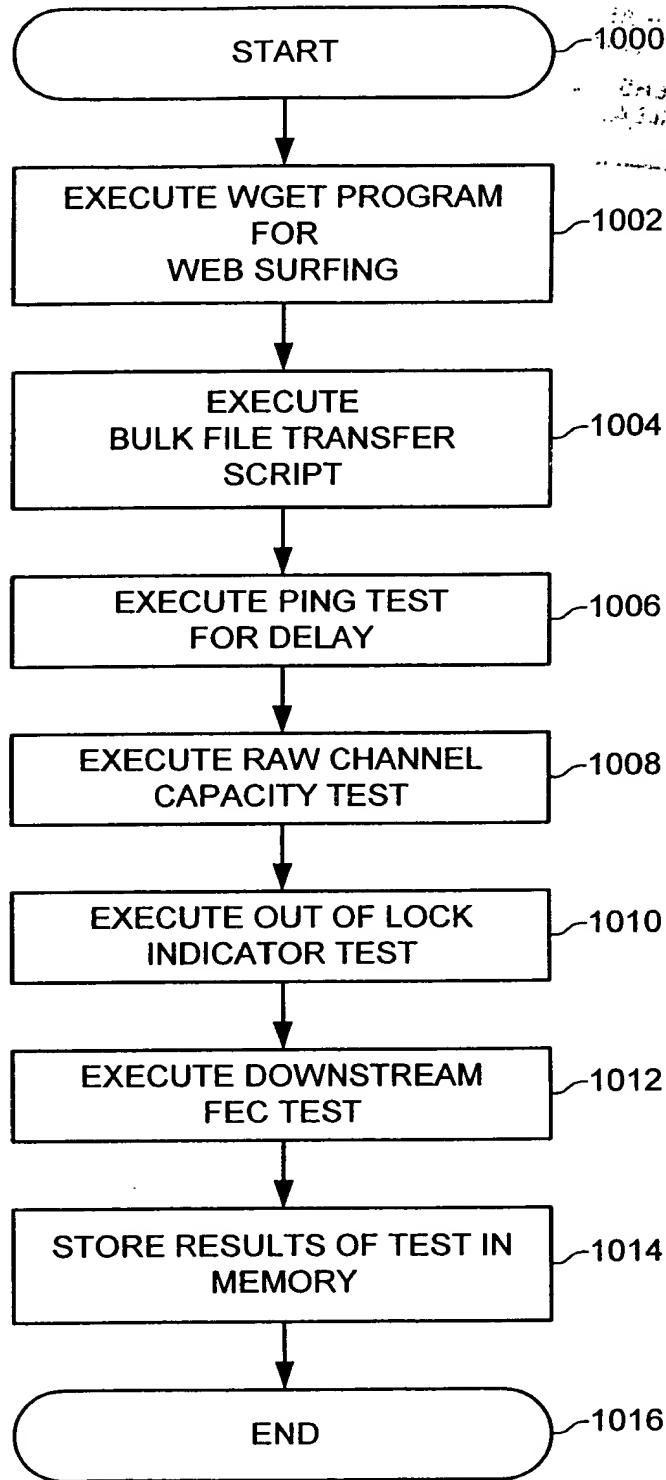 START
1000
EXECUTE WGET PROGRAM
FOR
WEB SURFING
1002
EXECUTE
BULK FILE TRANSFER
SCRIPT
1004
EXECUTE PING TEST
FOR DELAY
1006
EXECUTE RAW CHANNEL
CAPACITY TEST
1008
EXECUTE OUT OF LOCK
INDICATOR TEST
1010
EXECUTE DOWNSTREAM
FEC TEST
1012
STORE RESULTS OF TEST IN
MEMORY
1014
END
1016